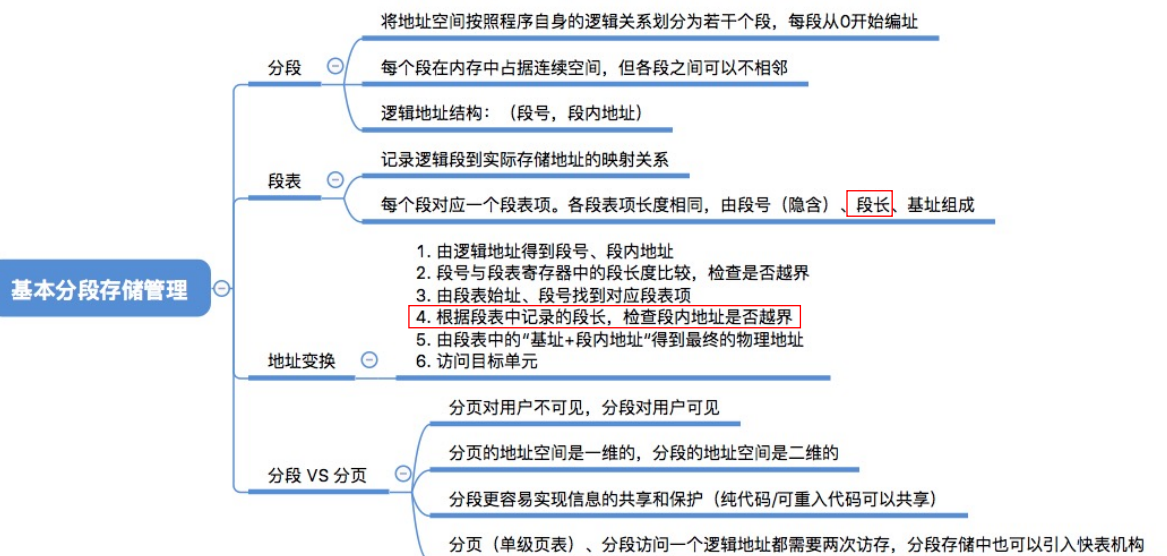 将地址空间按照程序自身的逻辑关系划分为若干个段，每段从0开始编址
分段
每个段在内存中占据连续空间，但各段之间可以不相邻
逻辑地址结构：（段号，段内地址）
记录逻辑段到实际存储地址的映射关系
段表
每个段对应一个段表项。各段表项长度相同，由段号（隐含）、段长、基址组成
基本分段存储管理
1. 由逻辑地址得到段号、段内地址
2. 段号与段表寄存器中的段长度比较，检查是否越界
3. 由段表始址、段号找到对应段表项
4. 根据段表中记录的段长，检查段内地址是否越界
5. 由段表中的“基址+段内地址”得到最终的物理地址
6. 访问目标单元
地址变换
分页对用户不可见，分段对用户可见
分页的地址空间是一维的，分段的地址空间是二维的
分段 VS 分页
分段更容易实现信息的共享和保护（纯代码/可重入代码可以共享）
分页（单级页表）、分段访问一个逻辑地址都需要两次访存，分段存储中也可以引入快表机构